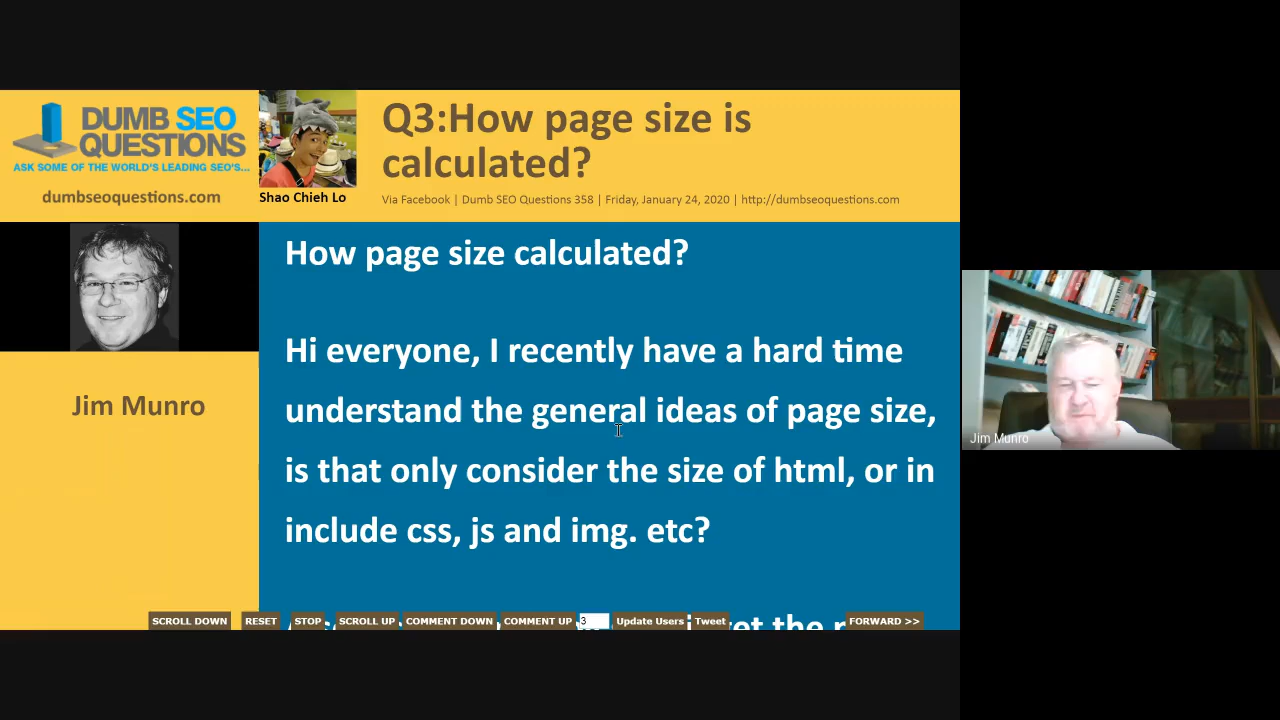 DUMB SEO
QUESTIONS
ASK SOME OF THE WORLD'S LEADING SEO'S...
dumbseoquestions.com
Shao Chieh Lo
Q3:How page size is
calculated?
Via Facebook | Dumb SEO Questions 358 | Friday, January 24, 2020 | http://dumbseoquestions.com
Jim Munro
How page size calculated?
Hi everyone, I recently have a hard time
understand the general ideas of page size,
is that only consider the size of html, or in
include css, js and img. etc?
SCROLL DOWN RESET STOP SCROLL UP COMMENT DOWN COMMENT UP 3 Update Users Tweet FORWARD >>
Jim Munro